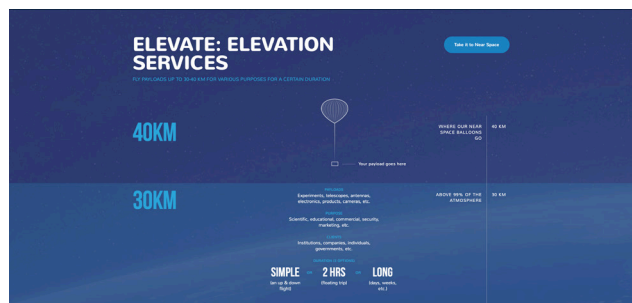 ELEVATE: ELEVATION
SERVICES
Take it to Near Space
FLY PAYLOADS UP TO 30-40 KM FOR VARIOUS PURPOSES FOR A CERTAIN DURATION
40KM
WHERE OUR NEAR
SPACE BALLOONS
GO
40 KM
Your payload goes here
30KM
ABOVE 99% OF THE
ATMOSPHERE
30 KM
Experiments, telescopes, antennas,
electronics, products, cameras, etc.
Scientific, educational, commercial, security,
marketing, etc.
Institutions, companies, individuals,
governments, etc.
SIMPLE
2 HRS
LONG
(an up & down
flight)
(floating trip)
(days, weeks,
etc.)